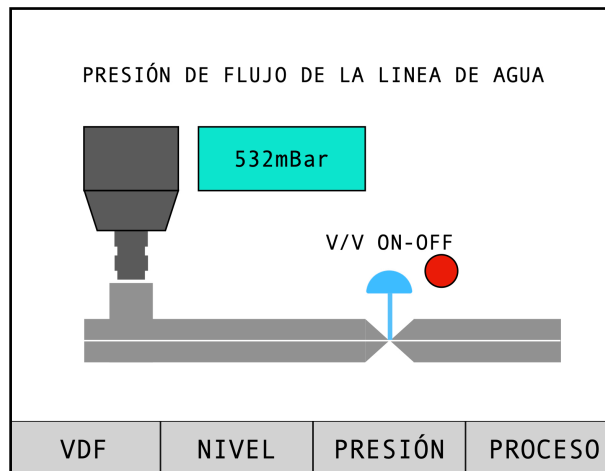 PRESIÓN DE FLUJO DE LA LINEA DE AGUA
532mBar
V/V ON-OFF
VDF NIVEL PRESIÓN PROCESO